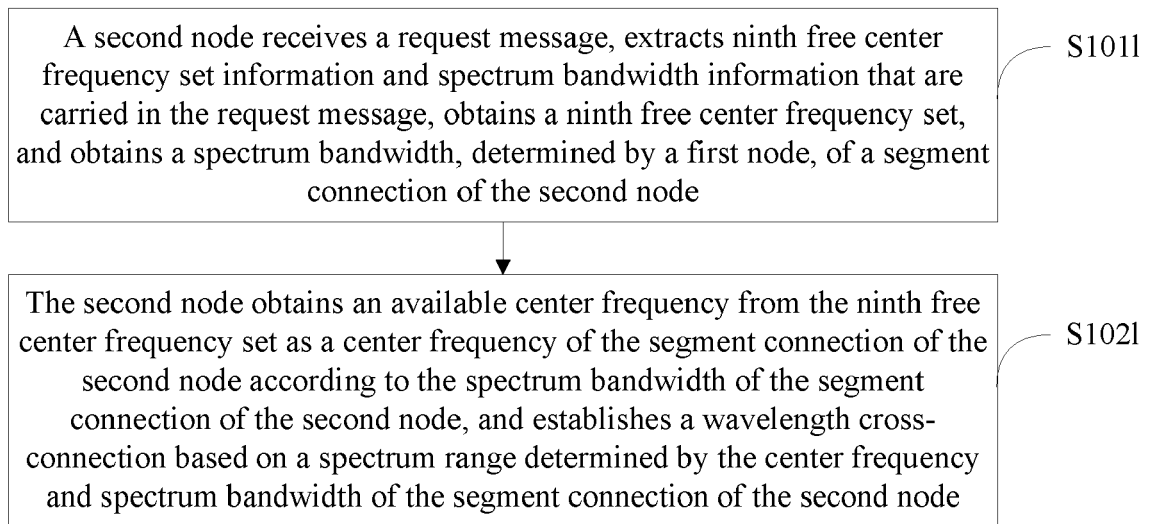 A second node receives a request message, extracts ninth free center
frequency set information and spectrum bandwidth information that are
carried in the request message, obtains a ninth free center frequency set,
and obtains a spectrum bandwidth, determined by a first node, of a segment
connection of the second node
S101l
The second node obtains an available center frequency from the ninth free
center frequency set as a center frequency of the segment connection of the
second node according to the spectrum bandwidth of the segment
connection of the second node, and establishes a wavelength cross-
connection based on a spectrum range determined by the center frequency
and spectrum bandwidth of the segment connection of the second node
S102l